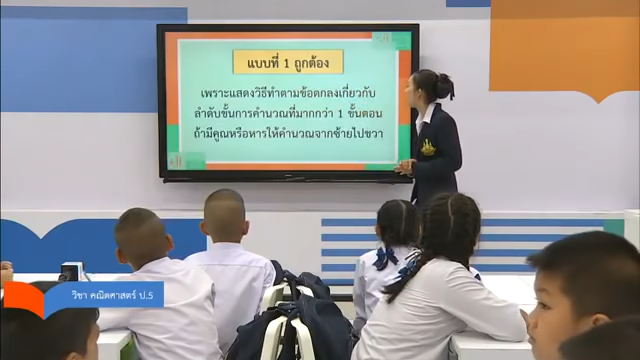 แบบที่ 1 ถูกต้อง
เพราะแสดงวิธีทำตามข้อตกลงเกี่ยวกับ
ลำดับขั้นการคำนวณที่มากกว่า 1 ขั้นตอน
ถ้ามีคูณหรือหารให้คำนวณจากซ้ายไปขวา
วิชา คณิตศาสตร์ ป.5